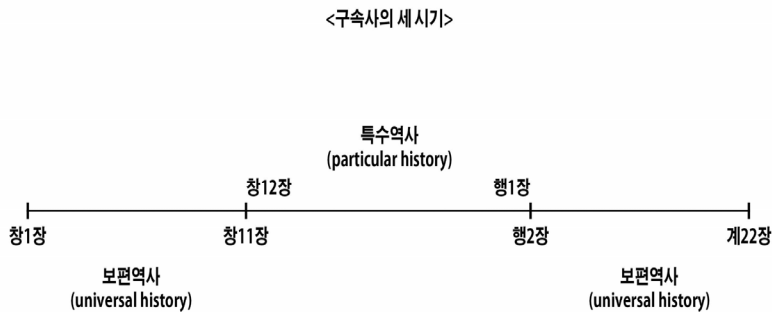 <구속사의 세 시기>
특수역사
(particular history)
창12장 행1장
창1장 창11장 행2장 계22장
보편역사 보편역사
(universal history) (universal history)